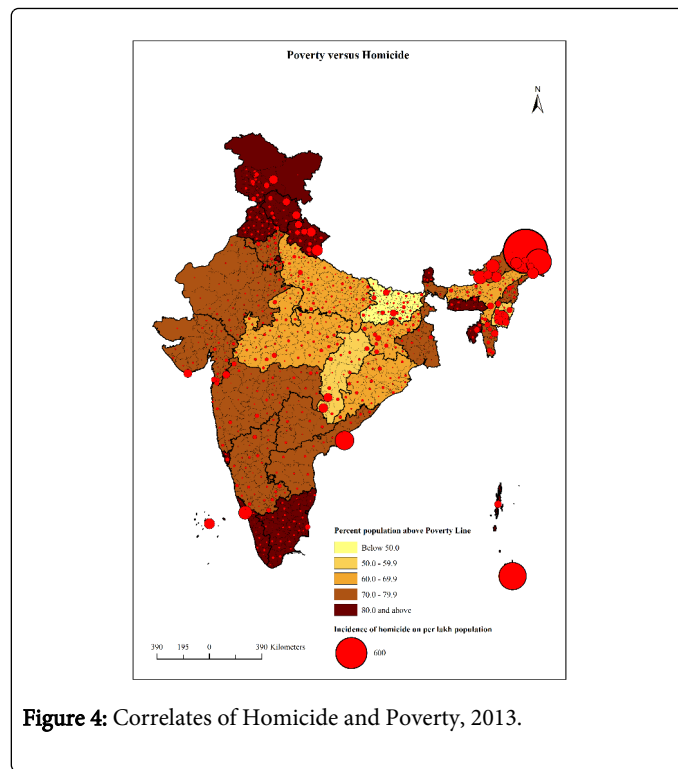 Poverty versus Homicide
N
Percent population above Poverty Line
Below 50.0
50.0 - 59.9
60.0 - 69.9
70.0 - 79.9
80.0 and above
Incidence of homicide on per lakh population
600
390 195 0 390 Kilometers
Figure 4: Correlates of Homicide and Poverty, 2013.